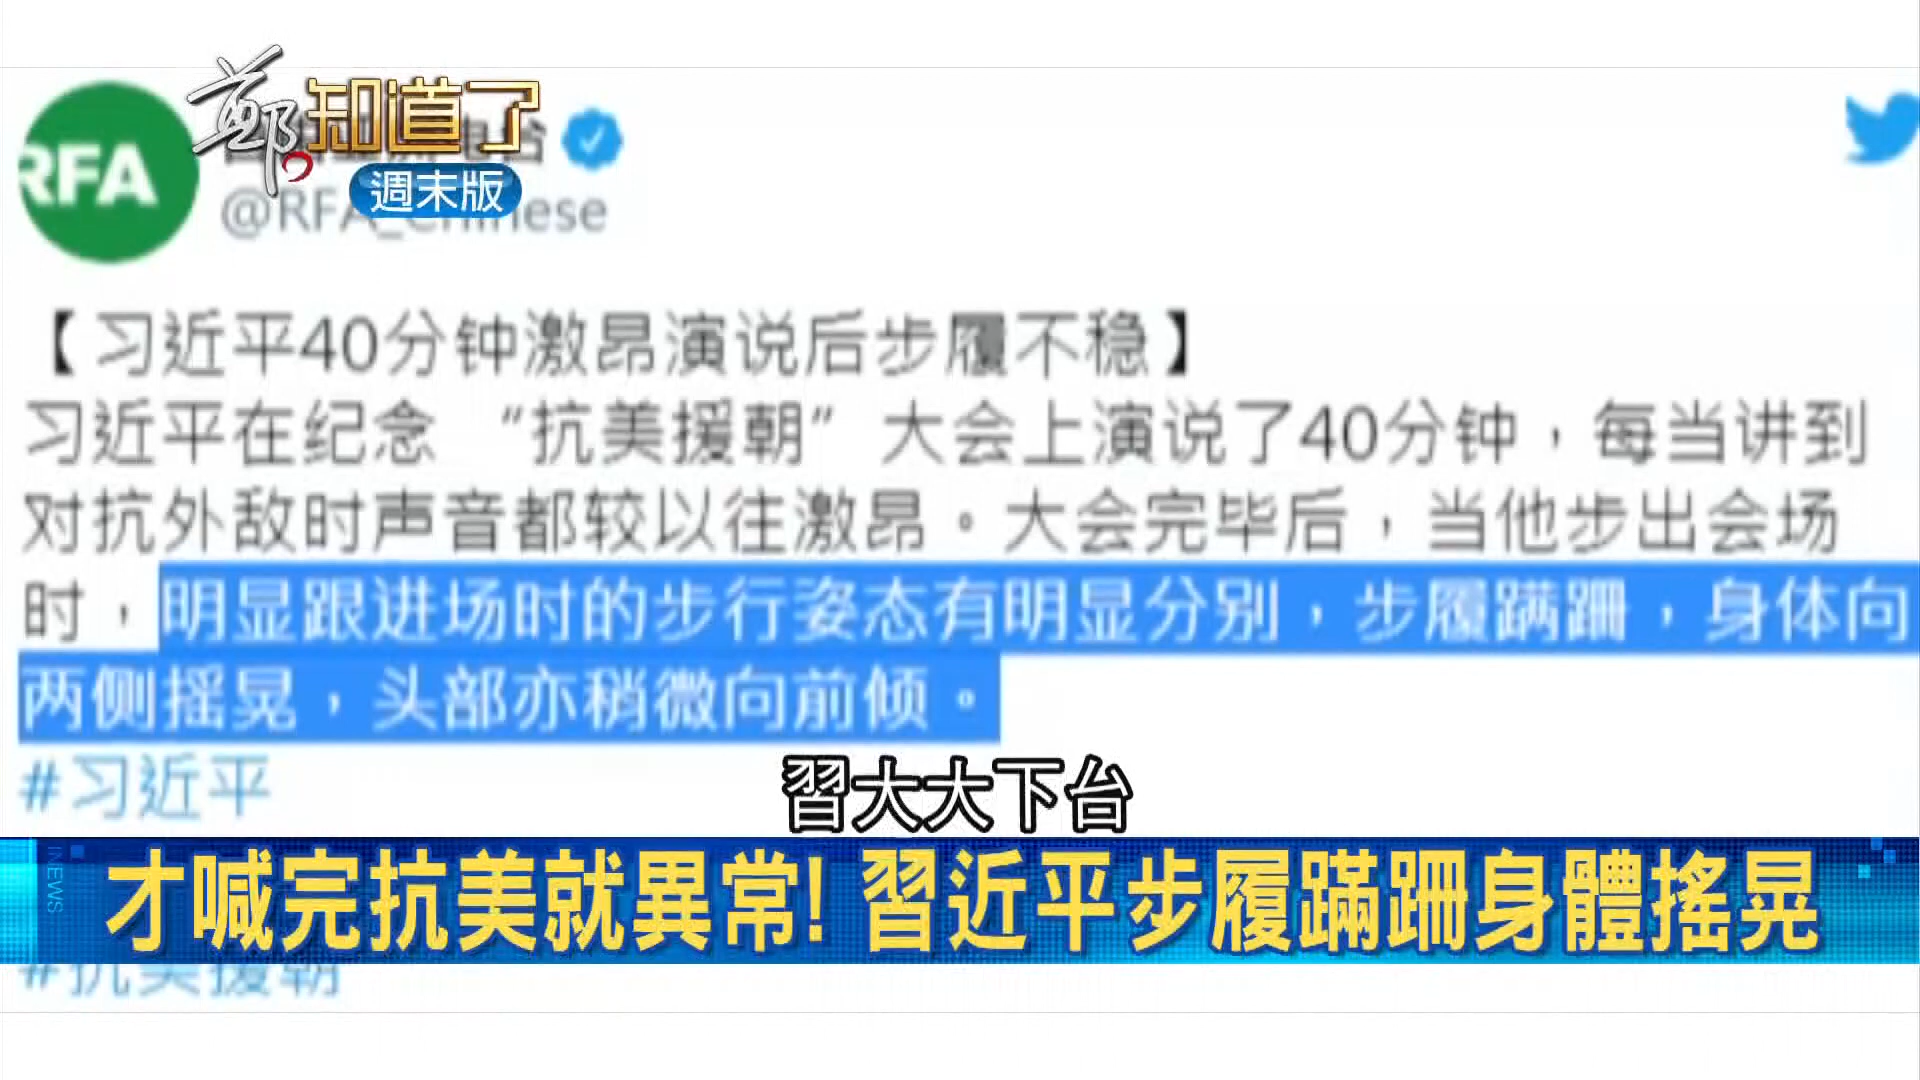 鄭知道了
週末版
RFA
@RFA_Chinese
【习近平40分钟激昂演说后步履不稳】
习近平在纪念 “抗美援朝” 大会上演说了40分钟，每当讲到
对抗外敌时声音都较以往激昂。大会完毕后，当他步出会场
时，明显跟进场时的步行姿态有明显分别，步履蹒跚，身体向
两侧摇晃，头部亦稍微向前倾。
#习近平
習大大下台
INEWS
才喊完抗美就異常! 習近平步履蹣跚身體搖晃
#抗美援朝